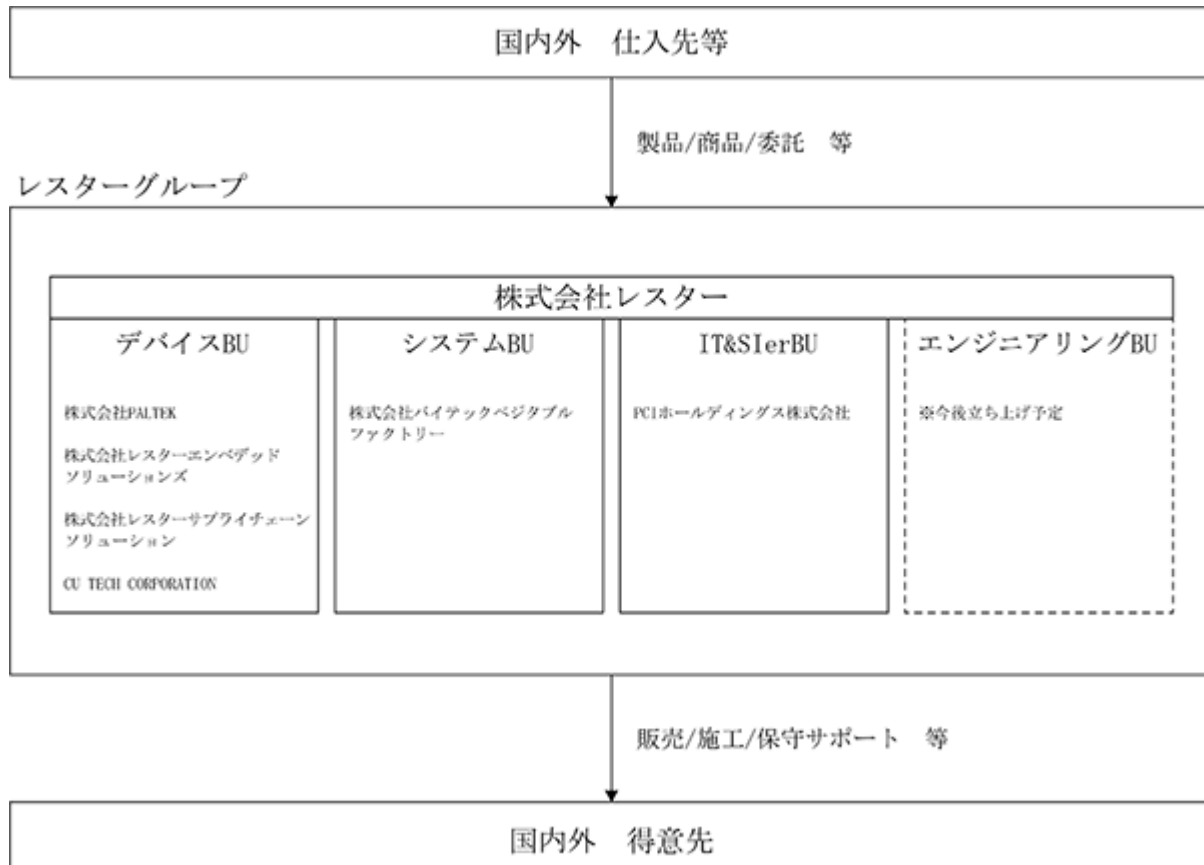 国内外　仕入先等
製品/商品/委託　等
レスターグループ
株式会社レスター
デバイスBU
株式会社PALTEK
株式会社レスターエンベデッド
ソリューションズ
株式会社レスターサプライチェーン
ソリューション
CU TECH CORPORATION
システムBU
株式会社バイテックベジタブル
ファクトリー
IT&SIerBU
PCIホールディングス株式会社
エンジニアリングBU
※今後立ち上げ予定
販売/施工/保守サポート　等
国内外　得意先